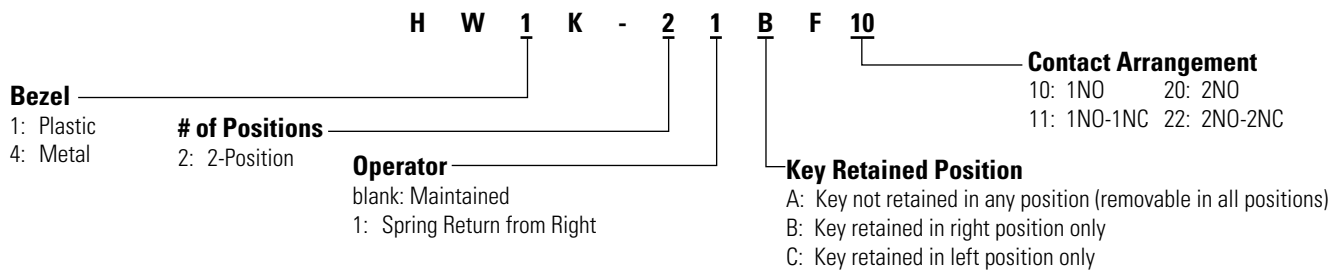 H W 1 K - 2 1 B F 10
Bezel
1: Plastic
4: Metal
# of Positions
2: 2-Position
Operator
blank: Maintained
1: Spring Return from Right
Contact Arrangement
10: 1NO 20: 2NO
11: 1NO-1NC 22: 2NO-2NC
Key Retained Position
A: Key not retained in any position (removable in all positions)
B: Key retained in right position only
C: Key retained in left position only